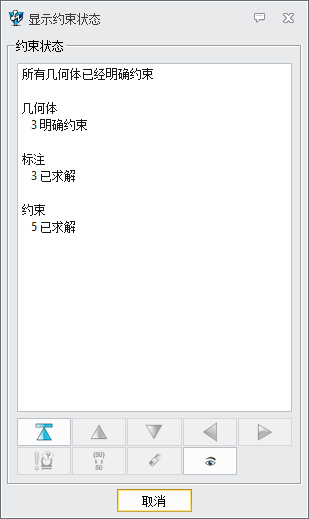 显示约束状态
约束状态
所有几何体已经明确约束
几何体
3 明确约束
标注
3 已求解
约束
5 已求解
(50)
50
取消